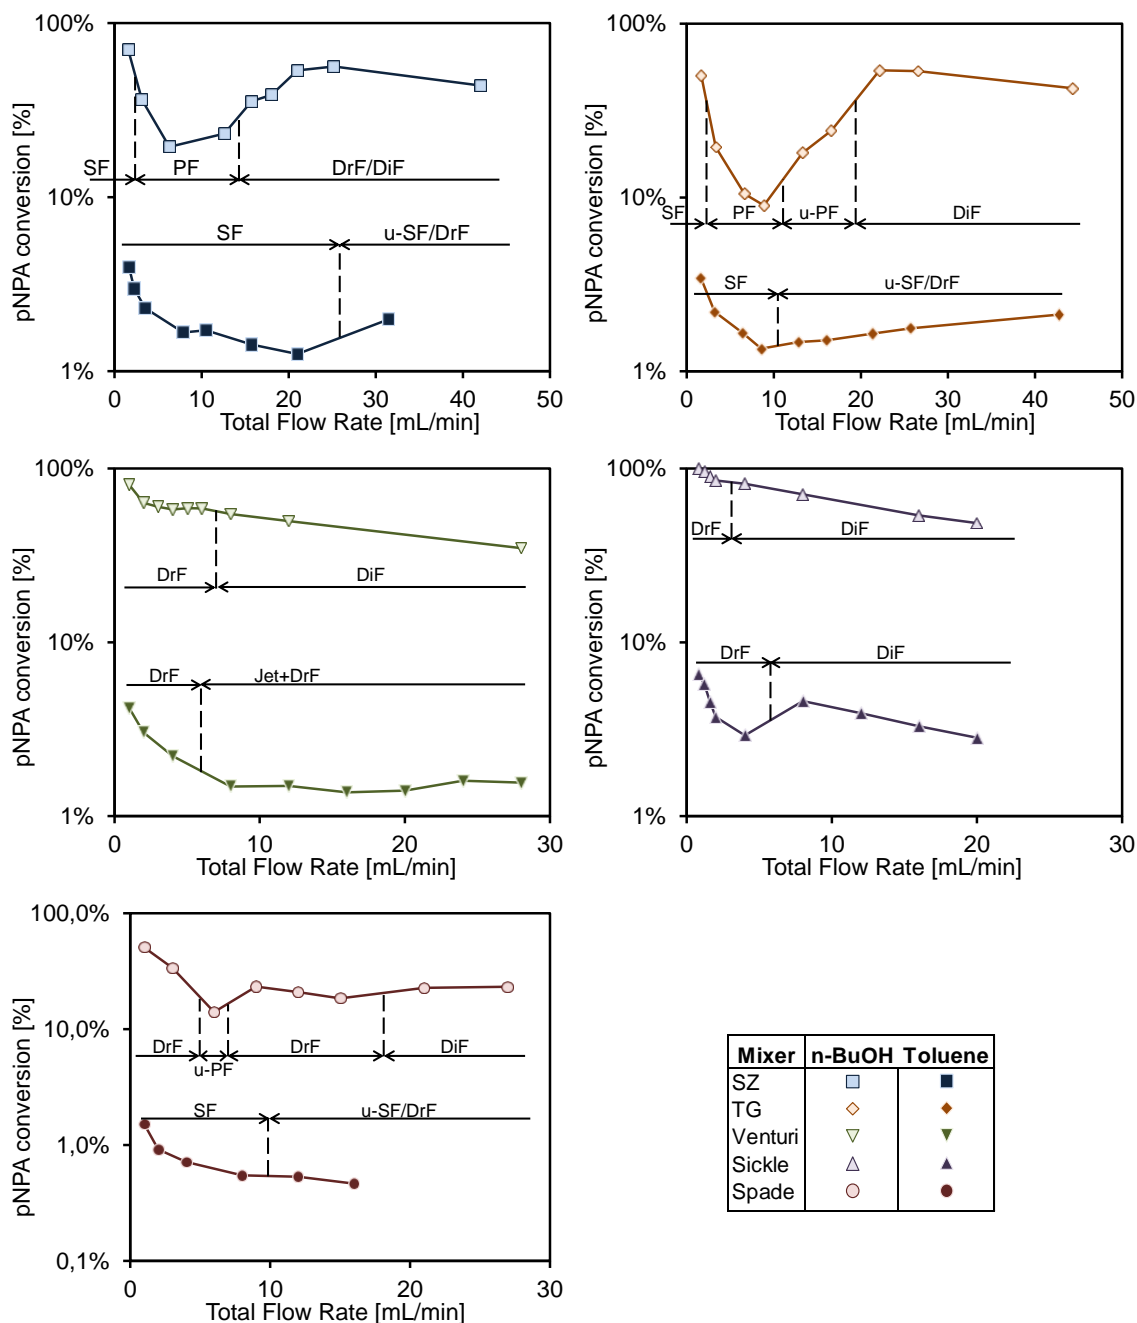 100%
10%
1%
pNPA conversion [%]
SF
PF
DrF/DiF
SF
u-SF/DrF
0 10 20 30 40 50
Total Flow Rate [mL/min]
100%
10%
1%
pNPA conversion [%]
SF
PF
u-PF
DiF
SF
u-SF/DrF
0 10 20 30 40 50
Total Flow Rate [mL/min]
100%
10%
1%
pNPA conversion [%]
DrF
DiF
DrF
Jet+DrF
0 10 20 30
Total Flow Rate [mL/min]
100%
10%
1%
pNPA conversion [%]
DrF
DiF
DrF
DiF
0 10 20 30
Total Flow Rate [mL/min]
100,0%
10,0%
1,0%
0,1%
pNPA conversion [%]
DrF
u-PF
DrF
DiF
SF
u-SF/DrF
0 10 20 30
Total Flow Rate [mL/min]
Mixer n-BuOH Toluene
SZ
TG
Venturi
Sickle
Spade